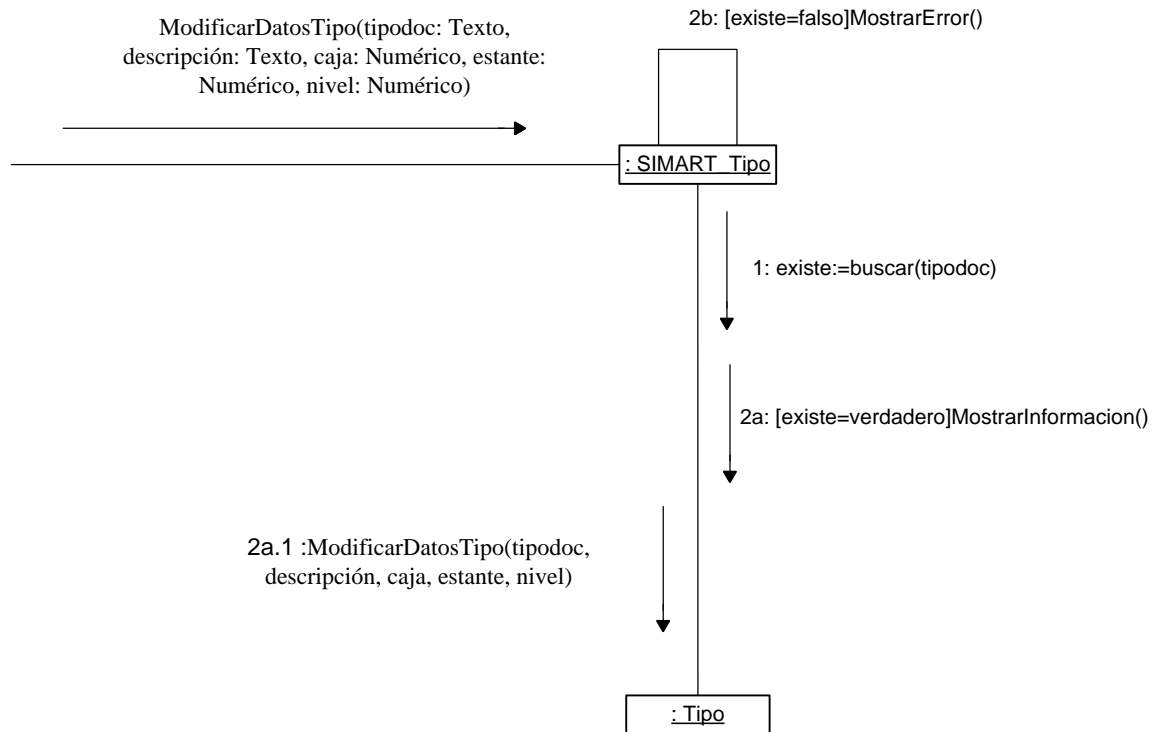 ModificarDatosTipo(tipodoc: Texto,
descripción: Texto, caja: Numérico, estante:
Numérico, nivel: Numérico)
2b: [existe=falso]MostrarError()
: SIMART_Tipo
1: existe:=buscar(tipodoc)
2a: [existe=verdadero]MostrarInformacion()
2a.1 :ModificarDatosTipo(tipodoc,
descripción, caja, estante, nivel)
: Tipo